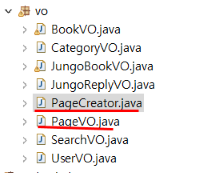 vo
BookVO.java
CategoryVO.java
JungoBookVO.java
JungoReplyVO.java
PageCreator.java
PageVO.java
SearchVO.java
UserVO.java